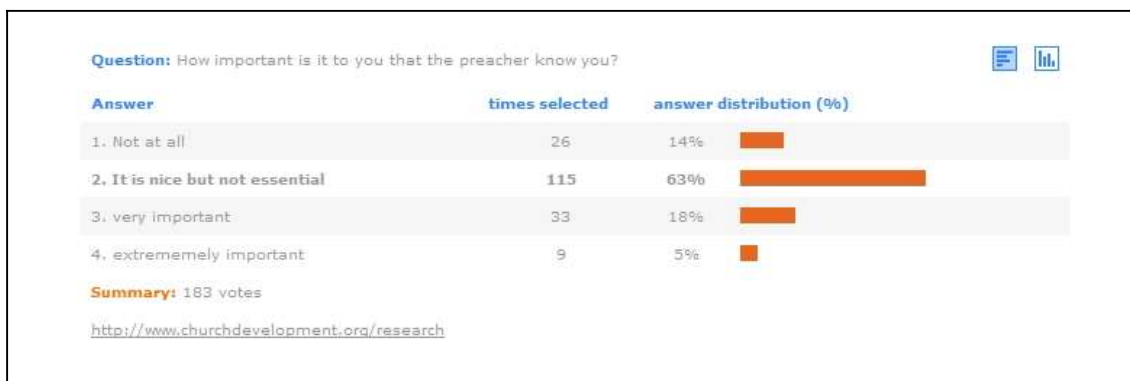 Question: How important is it to you that the preacher know you?
Answer times selected answer distribution (%)
1. Not at all 26 14%
2. It is nice but not essential 115 63%
3. very important 33 18%
4. extrememely important 9 5%
Summary: 183 votes
http://www.churchdevelopment.org/research